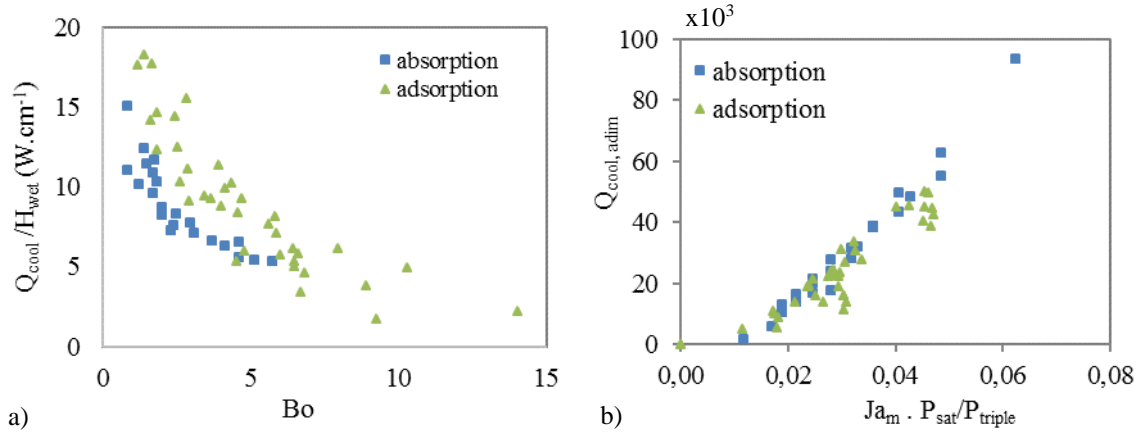 20
15
10
5
0
0
5
10
15
Q_cool /H_wet (W.cm^-1)
Bo
absorption
adsorption
a)
x10^3
100
80
60
40
20
0
0,00
0,02
0,04
0,06
0,08
Q_cool, adim
Ja_m . P_sat/P_triple
absorption
adsorption
b)